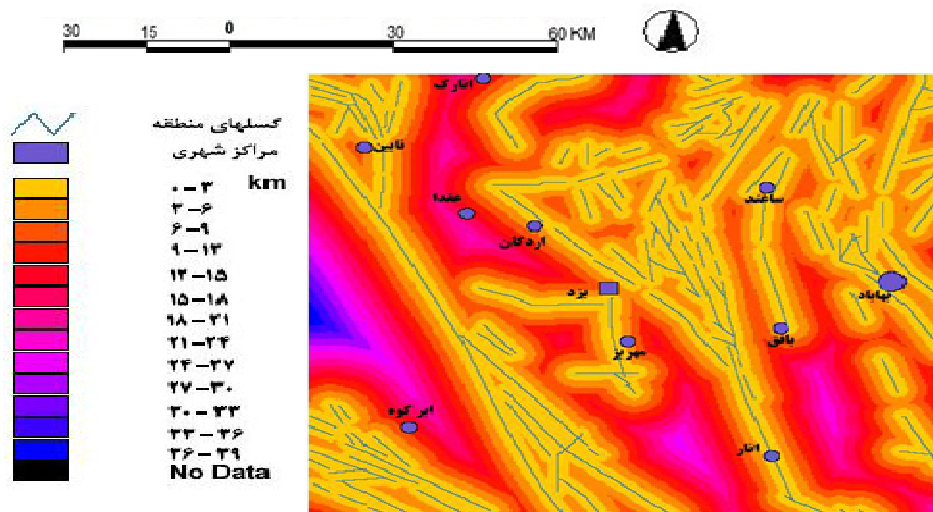 30 15 0 30 60 KM
گسلهای منطقه
مراکز شهری
km
۰-۳
۳-۶
۶-۹
۹-۱۲
۱۲-۱۵
۱۵-۱۸
۱۸-۲۱
۲۱-۲۴
۲۴-۲۷
۲۷-۳۰
۳۰-۳۳
۳۳-۳۶
۳۶-۳۹
No Data
انارک
نایین
ساغند
عقدا
اردکان
یزد
بهاباد
بافق
مهریز
ابرکوه
انار